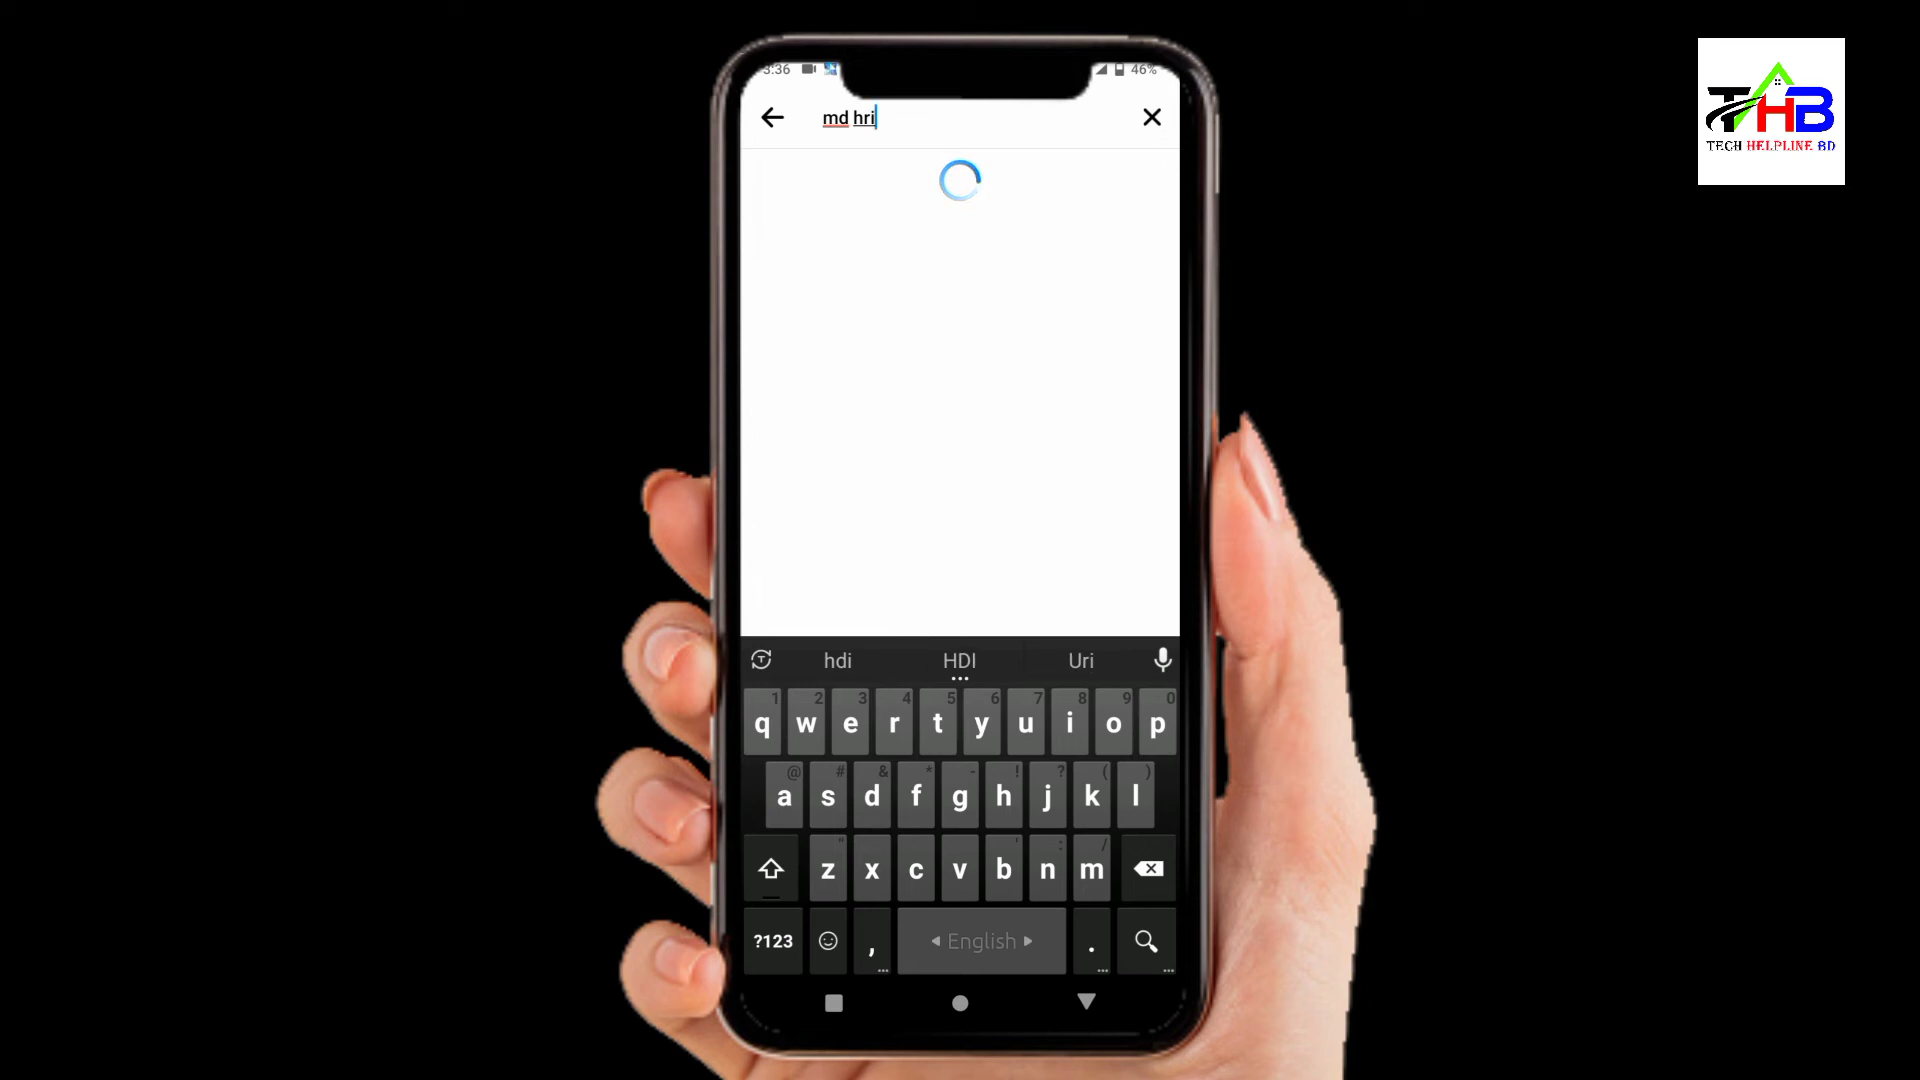 3:36 46%
md hri
THB
TECH HELPLINE BD
hdi HDI Uri
1 2 3 4 5 6 7 8 9 0
q w e r t y u i o p
@ # & * - ! ? ( )
a s d f g h j k l
" ' : /
z x c v b n m
?123 , English .